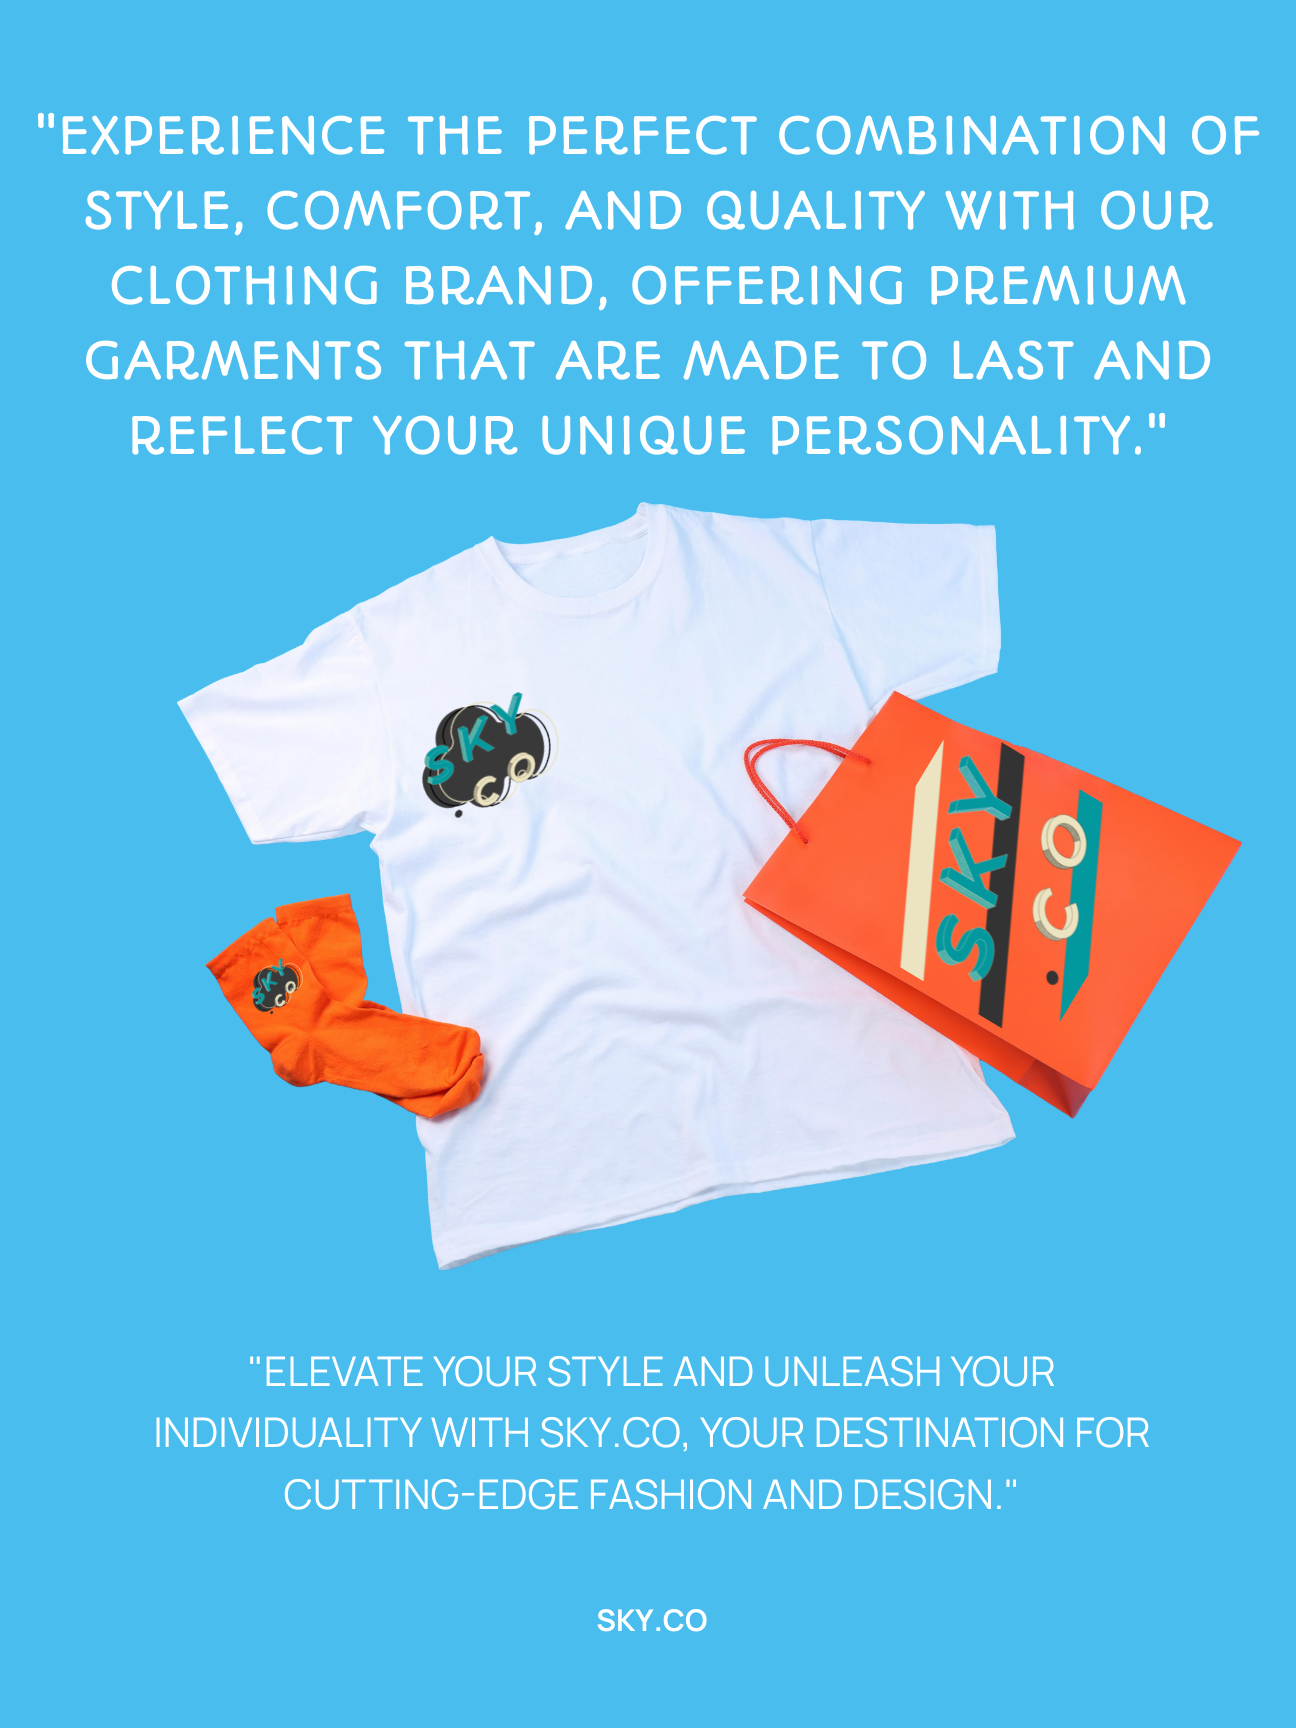 "EXPERIENCE THE PERFECT COMBINATION OF
STYLE, COMFORT, AND QUALITY WITH OUR
CLOTHING BRAND, OFFERING PREMIUM
GARMENTS THAT ARE MADE TO LAST AND
REFLECT YOUR UNIQUE PERSONALITY."
SKY
CO
SKY
.CO
SKY
CO
"ELEVATE YOUR STYLE AND UNLEASH YOUR
INDIVIDUALITY WITH SKY.CO, YOUR DESTINATION FOR
CUTTING-EDGE FASHION AND DESIGN."
SKY.CO